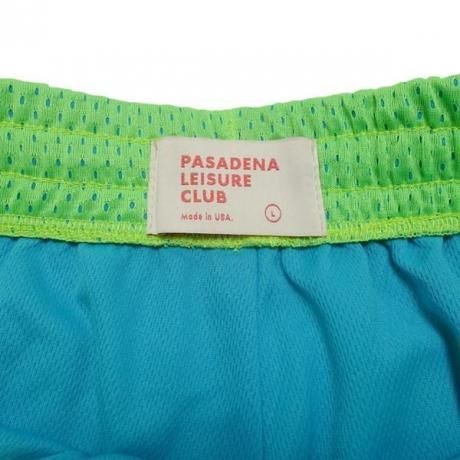 PASADENA
LEISURE
CLUB
Made in USA. L